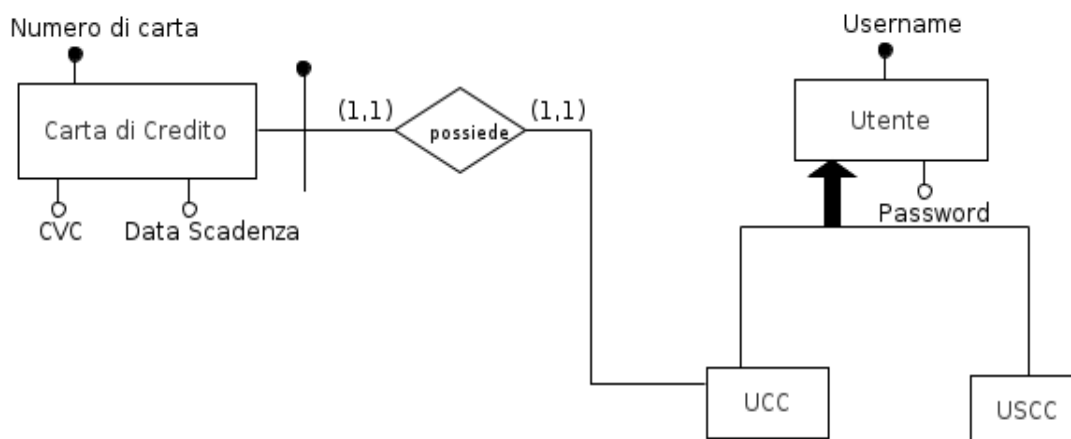 Numero di carta
Username
Carta di Credito
(1,1)
possiede
(1,1)
Utente
CVC
Data Scadenza
Password
UCC
USCC